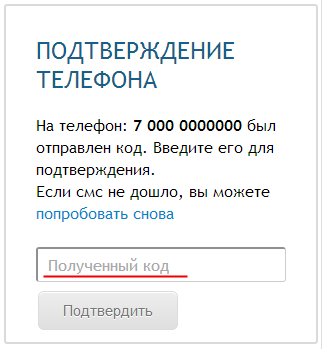 ПОДТВЕРЖДЕНИЕ
ТЕЛЕФОНА
На телефон: 7 000 0000000 был
отправлен код. Введите его для
подтверждения.
Если смс не дошло, вы можете
попробовать снова
Полученный код
Подтвердить